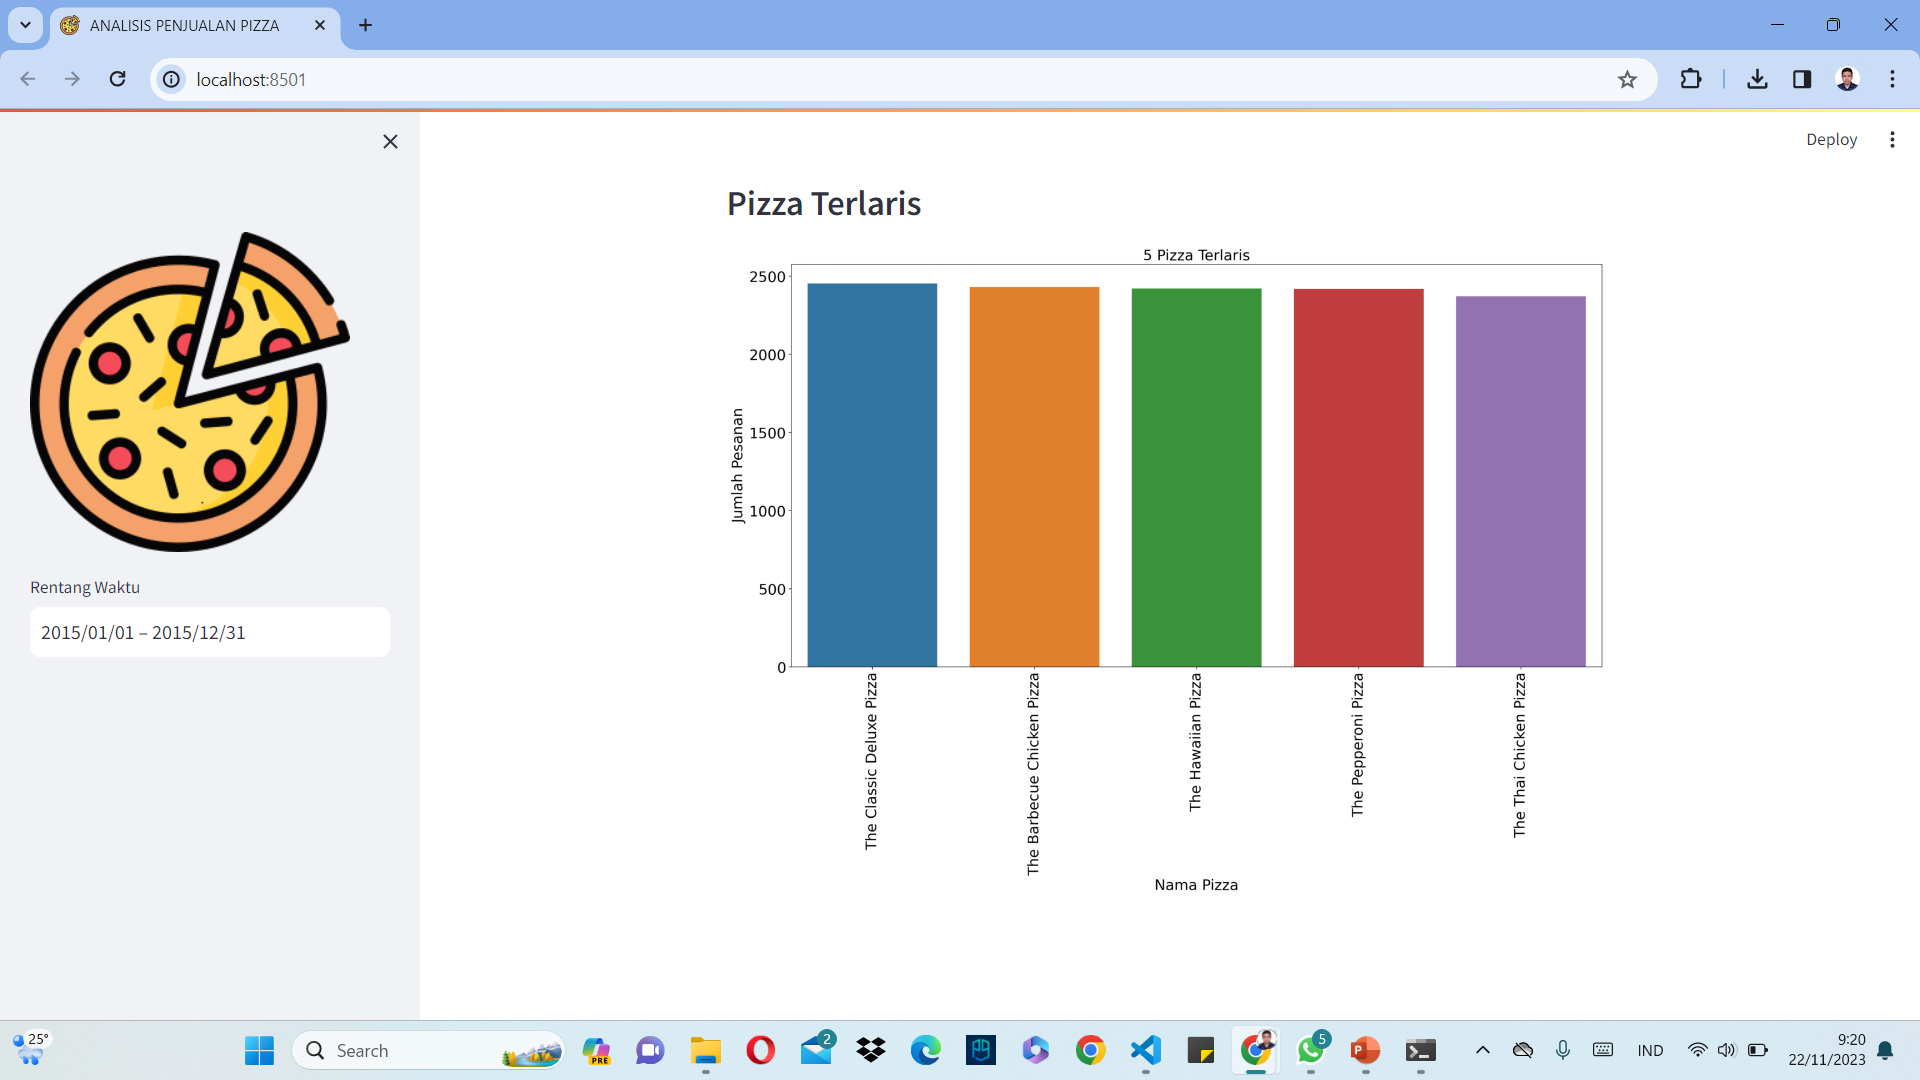 ANALISIS PENJUALAN PIZZA
localhost:8501
Deploy
Rentang Waktu
2015/01/01 – 2015/12/31
Pizza Terlaris
5 Pizza Terlaris
2500
2000
1500
1000
500
0
Jumlah Pesanan
The Classic Deluxe Pizza
The Barbecue Chicken Pizza
The Hawaiian Pizza
The Pepperoni Pizza
The Thai Chicken Pizza
Nama Pizza
25°
Search
PRE
2
5
IND
9:20
22/11/2023